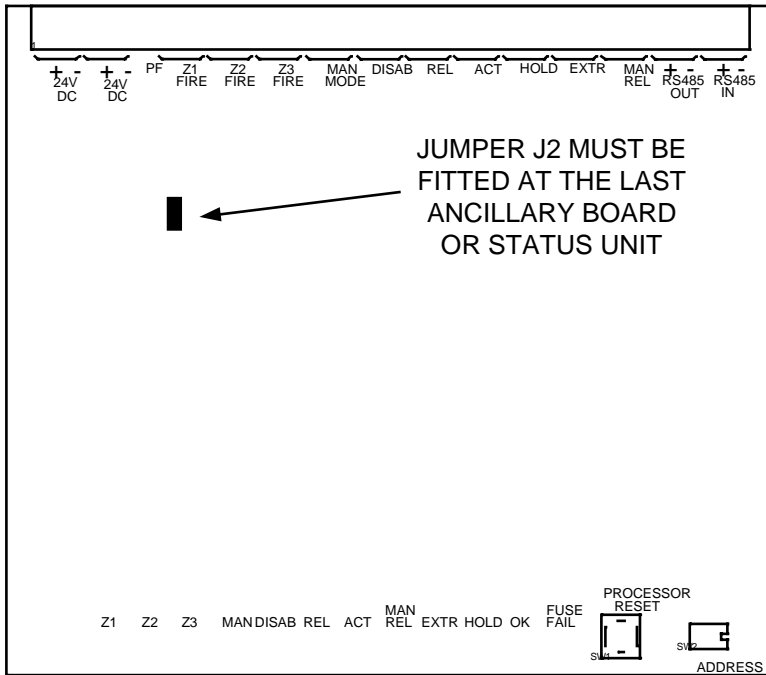 1
+ - + - PF Z1 Z2 Z3 MAN DISAB REL ACT HOLD EXTR MAN + - + -
24V 24V FIRE FIRE FIRE MODE REL RS485 RS485
DC DC OUT IN
JUMPER J2 MUST BE
FITTED AT THE LAST
ANCILLARY BOARD
OR STATUS UNIT
Z1 Z2 Z3 MAN DISAB REL ACT MAN REL EXTR HOLD OK FUSE FAIL
PROCESSOR
RESET
SW1
SW2
ADDRESS